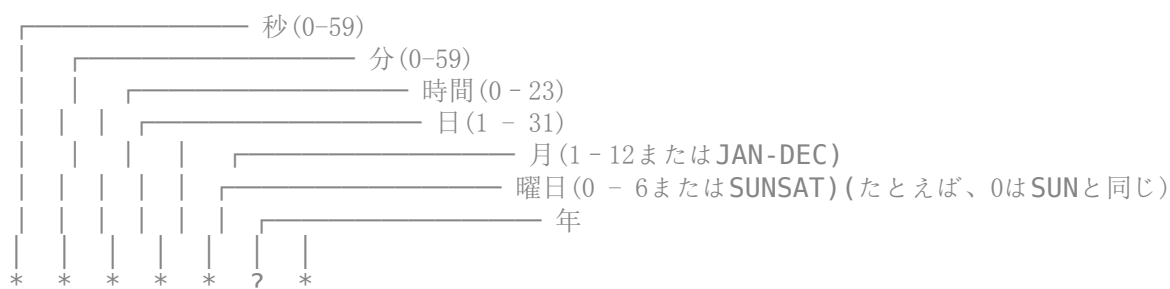 秒(0-59)
分(0-59)
時間(0 - 23)
日(1 - 31)
月(1 - 12またはJAN-DEC)
曜日(0 - 6またはSUNSAT)(たとえば、0はSUNと同じ)
年
* * * * * ? *